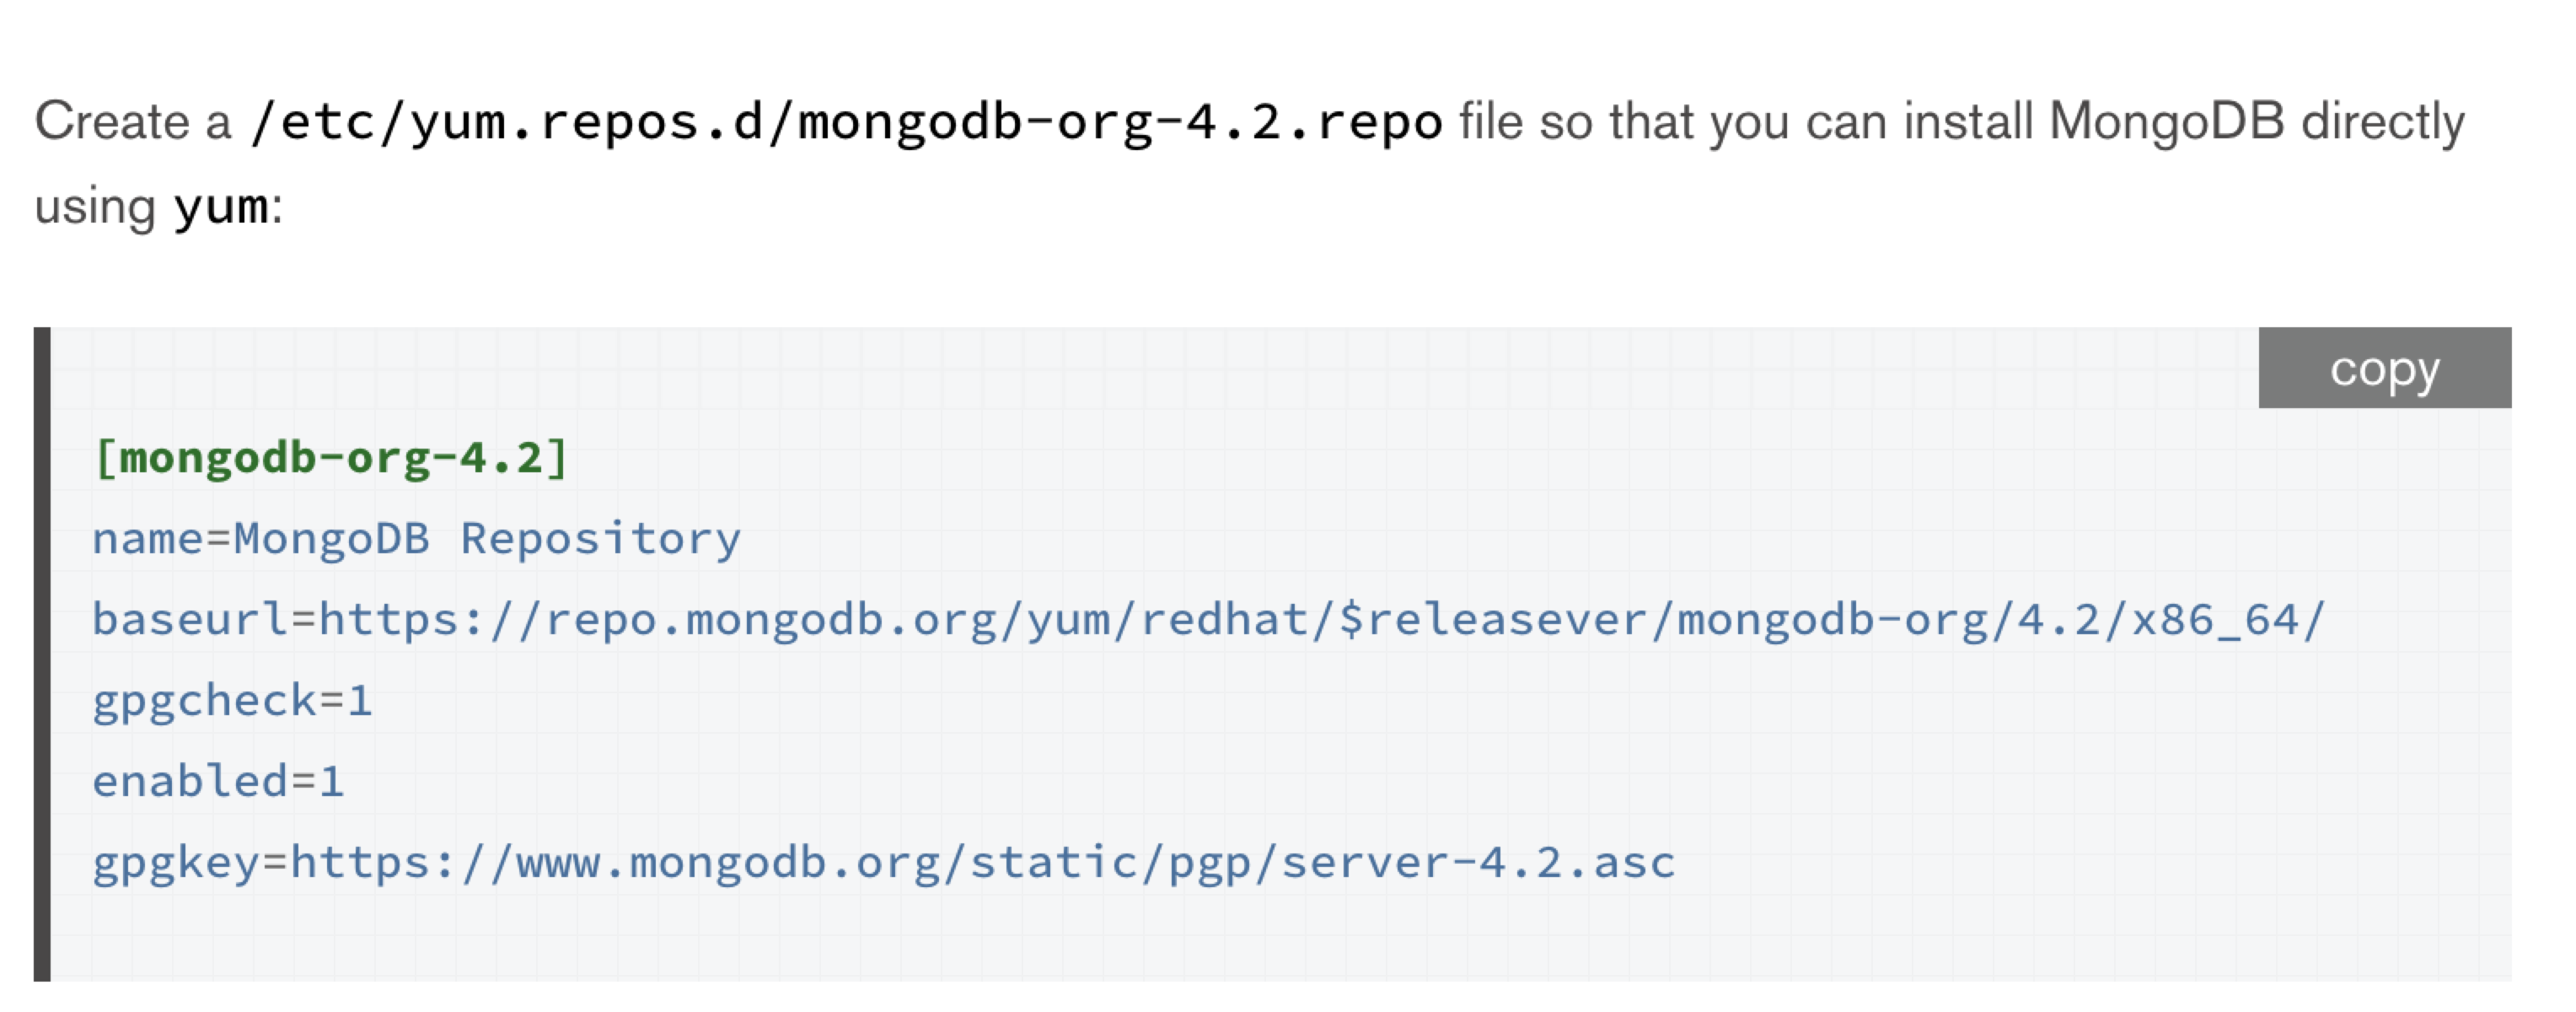 Create a /etc/yum.repos.d/mongodb-org-4.2.repo file so that you can install MongoDB directly
using yum:
copy
[mongodb-org-4.2]
name=MongoDB Repository
baseurl=https://repo.mongodb.org/yum/redhat/$releasever/mongodb-org/4.2/x86_64/
gpgcheck=1
enabled=1
gpgkey=https://www.mongodb.org/static/pgp/server-4.2.asc